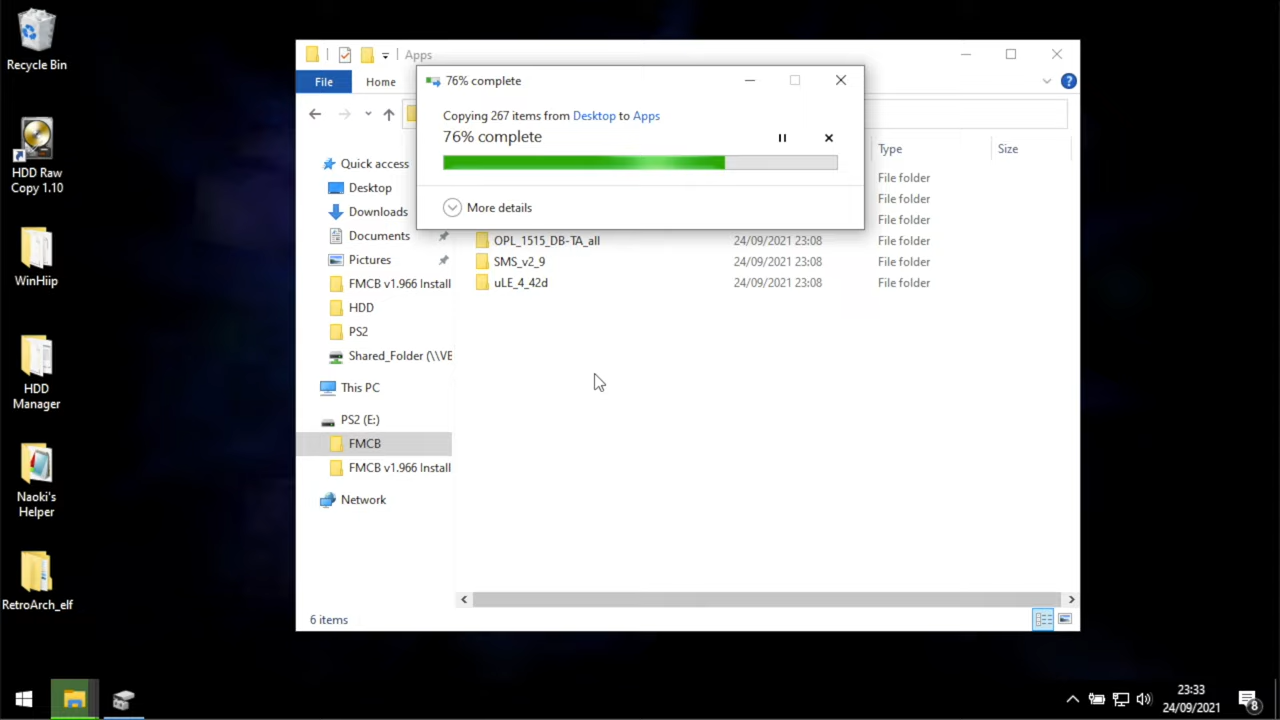 Recycle Bin
HDD Raw
Copy 1.10
WinHiip
HDD
Manager
Naoki's
Helper
RetroArch_elf
Apps
File
Home
76% complete
Copying 267 items from Desktop to Apps
76% complete
More details
Type
Size
Quick access
Desktop
Downloads
Documents
Pictures
FMCB v1.966 Install
HDD
PS2
Shared_Folder (\\VE
This PC
PS2 (E:)
FMCB
FMCB v1.966 Install
Network
File folder
File folder
File folder
OPL_1515_DB-TA_all 24/09/2021 23:08 File folder
SMS_v2_9 24/09/2021 23:08 File folder
uLE_4_42d 24/09/2021 23:08 File folder
6 items
23:33
24/09/2021
8